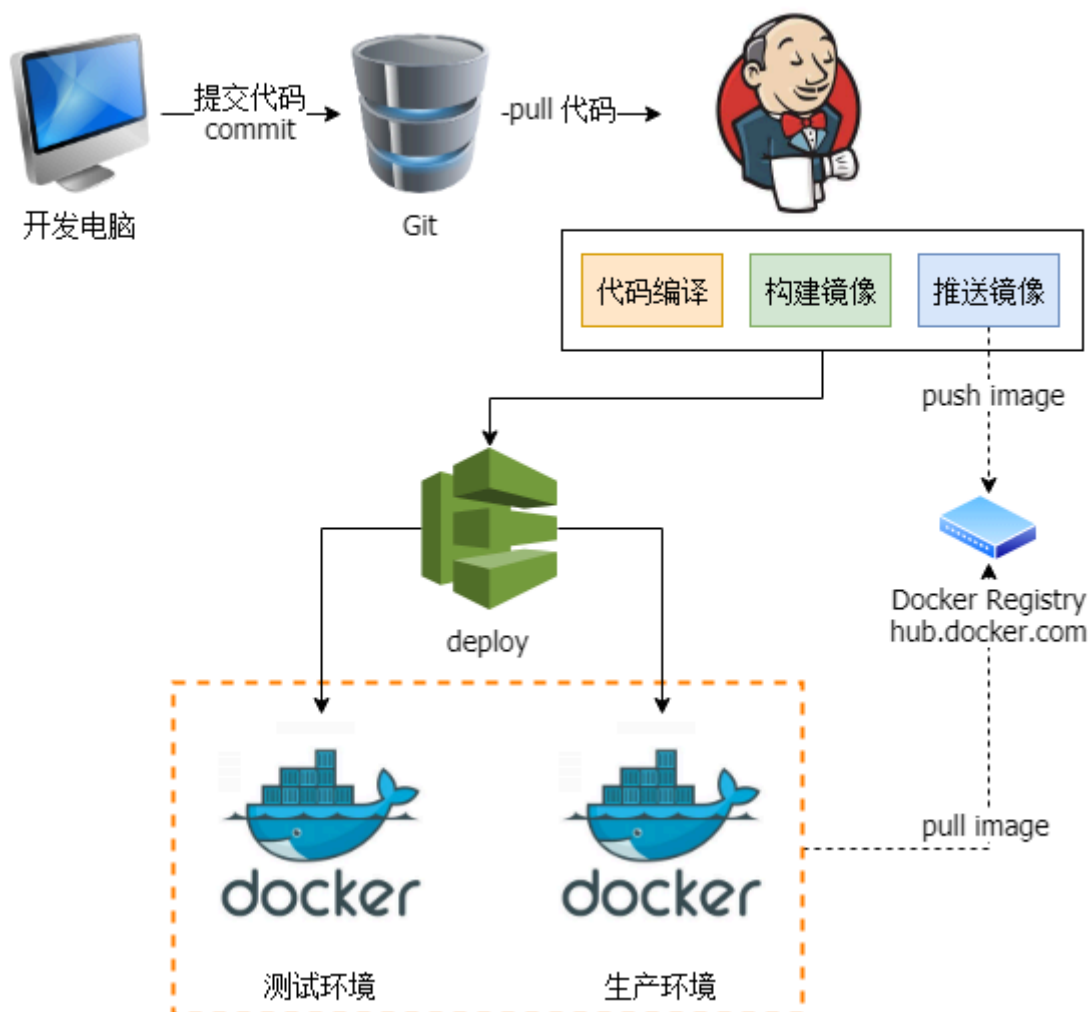 提交代码
commit
pull 代码
开发电脑
Git
代码编译
构建镜像
推送镜像
push image
Docker Registry
hub.docker.com
deploy
pull image
docker
docker
测试环境
生产环境